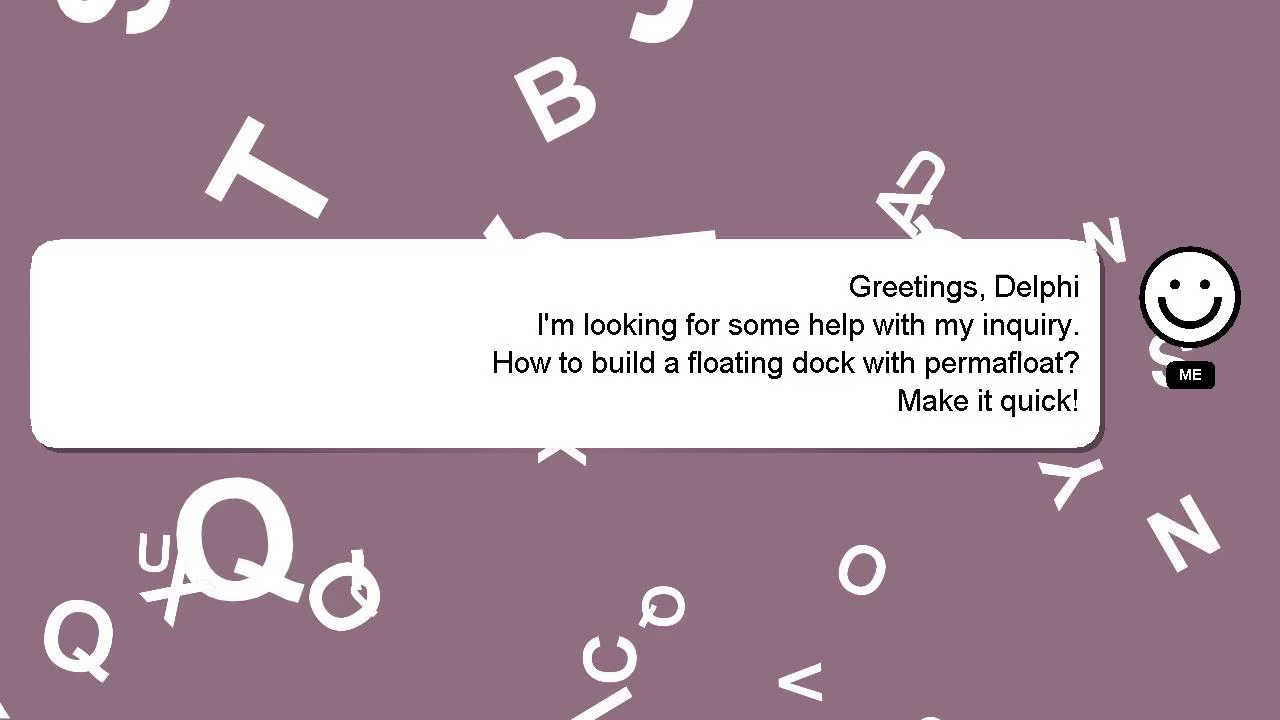 Greetings, Delphi
I'm looking for some help with my inquiry.
How to build a floating dock with permafloat?
Make it quick!
ME
B
T
U
A
N
S
X
Y
N
Q
U
Q
O
Q
Q
C
V